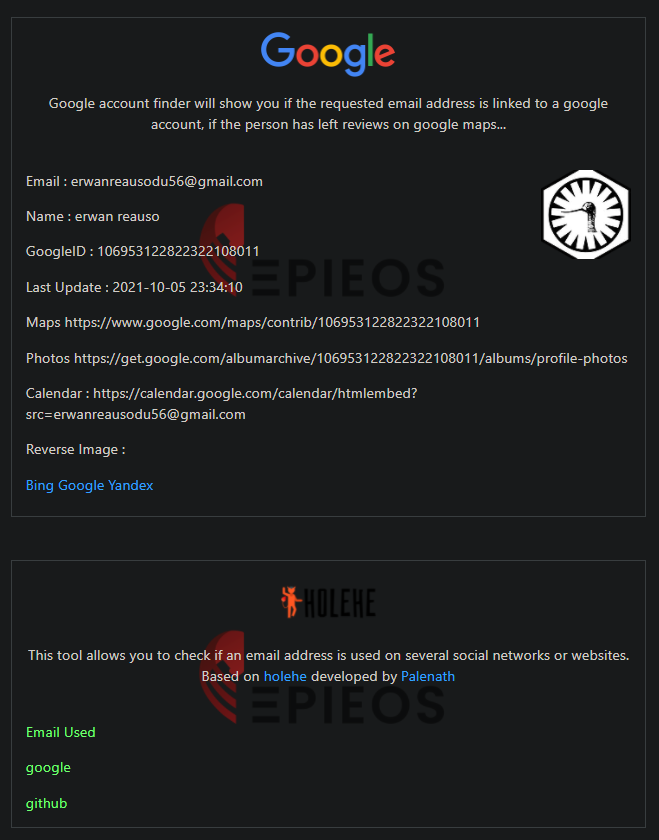 Google
Google account finder will show you if the requested email address is linked to a google
account, if the person has left reviews on google maps...
Email : erwanreausodu56@gmail.com
Name : erwan reauso
GoogleID : 106953122822322108011
EPIEOS
Last Update : 2021-10-05 23:34:10
Maps https://www.google.com/maps/contrib/106953122822322108011
Photos https://get.google.com/albumarchive/106953122822322108011/albums/profile-photos
Calendar : https://calendar.google.com/calendar/htmlembed?
src=erwanreausodu56@gmail.com
Reverse Image :
Bing Google Yandex
HOLEHE
This tool allows you to check if an email address is used on several social networks or websites.
Based on holehe developed by Palenath
EPIEOS
Email Used
google
github